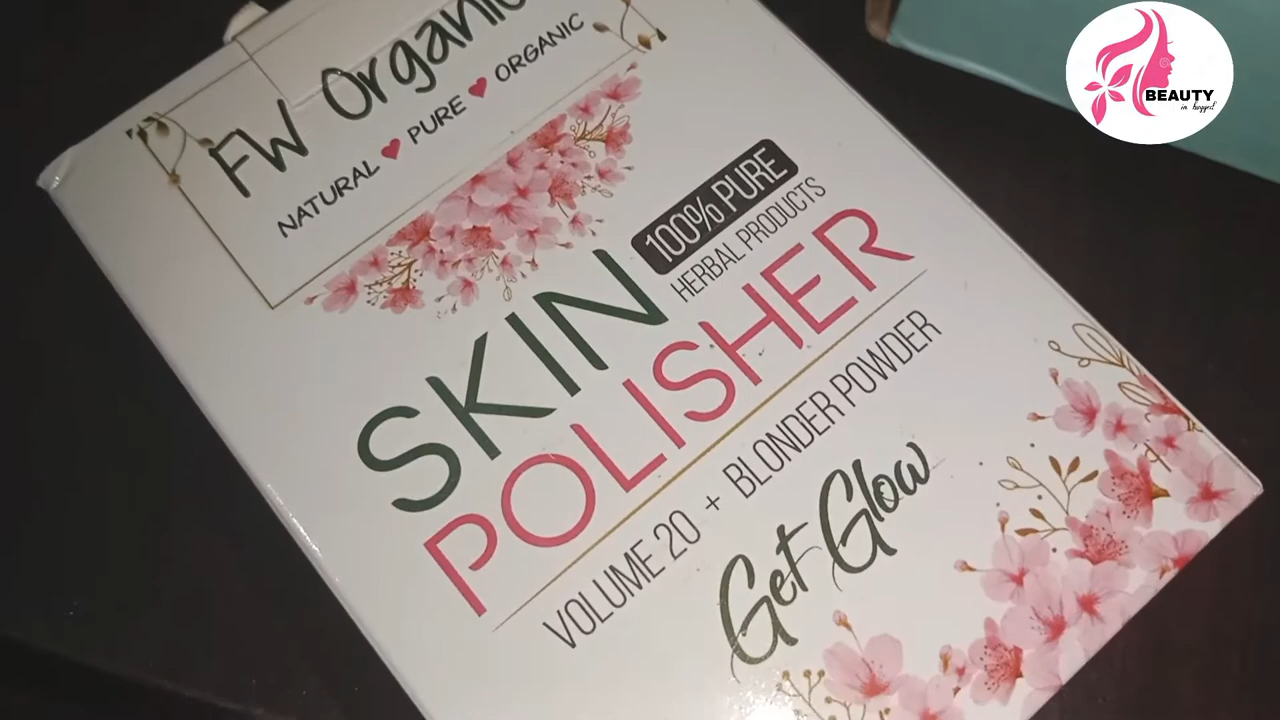 FW Organic
NATURAL PURE ORGANIC
SKIN
100% PURE
HERBAL PRODUCTS
POLISHER
VOLUME 20 + BLONDER POWDER
Get Glow
BEAUTY